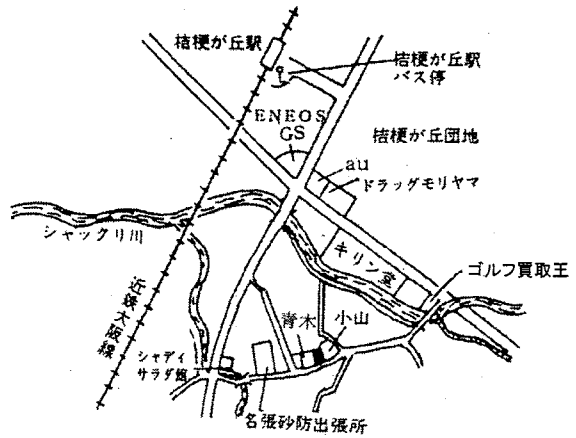 桔梗が丘駅
桔梗が丘駅
バス停
ENEOS
GS
桔梗が丘団地
au
ドラッグモリヤマ
シャックリ川
キリン堂
ゴルフ買取王
近鉄大阪線
青木
小山
シャディ
サラダ館
名張砂防出張所